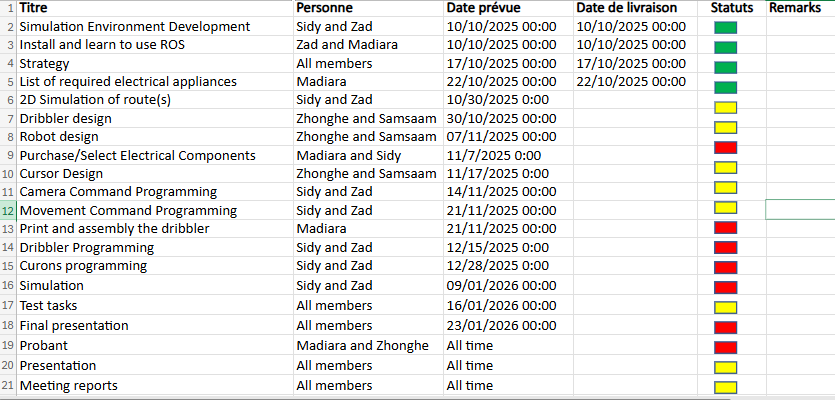 1 Titre Personne Date prévue Date de livraison Statuts Remarks
2 Simulation Environment Development Sidy and Zad 10/10/2025 00:00 10/10/2025 00:00
3 Install and learn to use ROS Zad and Madiara 10/10/2025 00:00 10/10/2025 00:00
4 Strategy All members 17/10/2025 00:00 17/10/2025 00:00
5 List of required electrical appliances Madiara 22/10/2025 00:00 22/10/2025 00:00
6 2D Simulation of route(s) Sidy and Zad 10/30/2025 0:00
7 Dribbler design Zhonghe and Samsaam 30/10/2025 00:00
8 Robot design Zhonghe and Samsaam 07/11/2025 00:00
9 Purchase/Select Electrical Components Madiara and Sidy 11/7/2025 0:00
10 Cursor Design Zhonghe and Samsaam 11/17/2025 0:00
11 Camera Command Programming Sidy and Zad 14/11/2025 00:00
12 Movement Command Programming Sidy and Zad 21/11/2025 00:00
13 Print and assembly the dribbler Madiara 21/11/2025 00:00
14 Dribbler Programming Sidy and Zad 12/15/2025 0:00
15 Curons programming Sidy and Zad 12/28/2025 0:00
16 Simulation Sidy and Zad 09/01/2026 00:00
17 Test tasks All members 16/01/2026 00:00
18 Final presentation All members 23/01/2026 00:00
19 Probant Madiara and Zhonghe All time
20 Presentation All members All time
21 Meeting reports All members All time